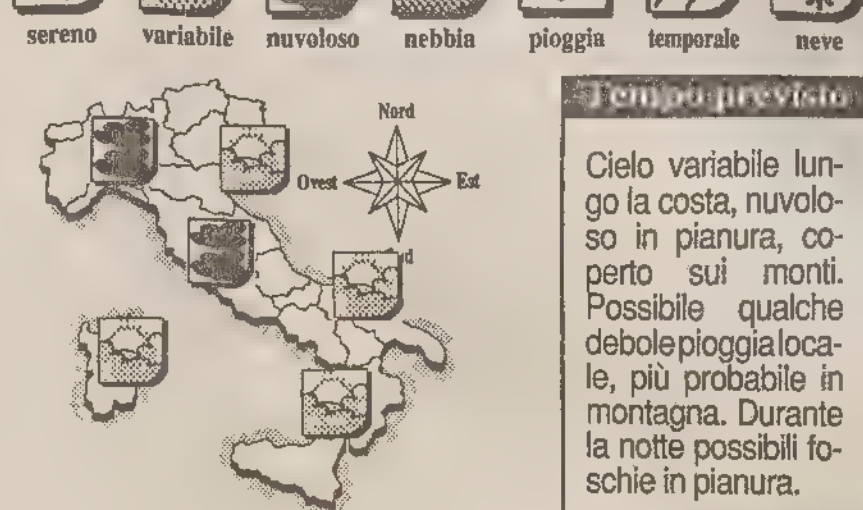 sereno variabile nuvoloso nebbia pioggia temporale neve
Nord
Ovest Est
d
Tempo previsto
Cielo variabile lun-
go la costa, nuvolo-
so in pianura, co-
perto sui monti.
Possibile qualche
debole pioggia loca-
le, più probabile in
montagna. Durante
la notte possibili fo-
schie in pianura.